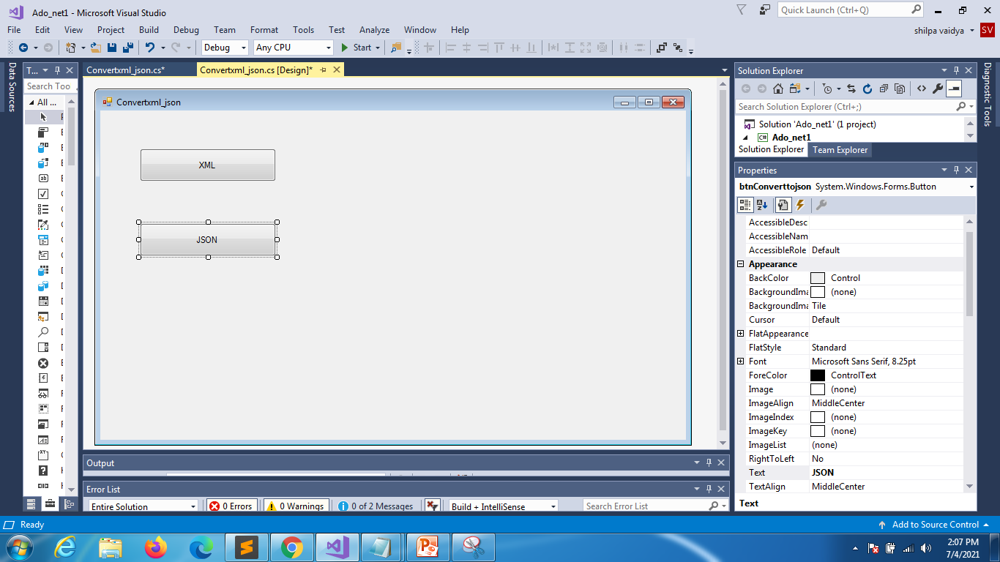 Ado_net1 - Microsoft Visual Studio
Quick Launch (Ctrl+Q)
File Edit View Project Build Debug Team Format Tools Test Analyze Window Help
shilpa vaidya SV
Debug Any CPU Start
Data Sources
T...
Search Too
All ...
Convertxml_json.cs*
Convertxml_json.cs [Design]*
Convertxml_json
XML
JSON
Output
Error List
Entire Solution
0 Errors
0 Warnings
0 of 2 Messages
Build + IntelliSense
Search Error List
Solution Explorer
Search Solution Explorer (Ctrl+;)
Solution 'Ado_net1' (1 project)
C# Ado_net1
Solution Explorer Team Explorer
Properties
btnConverttojson System.Windows.Forms.Button
AccessibleDesc
AccessibleNam
AccessibleRole Default
Appearance
BackColor Control
BackgroundIma (none)
BackgroundIma Tile
Cursor Default
FlatAppearance
FlatStyle Standard
Font Microsoft Sans Serif, 8.25pt
ForeColor ControlText
Image (none)
ImageAlign MiddleCenter
ImageIndex (none)
ImageKey (none)
ImageList (none)
RightToLeft No
Text JSON
TextAlign MiddleCenter
Text
Diagnostic Tools
Ready
Add to Source Control
2:07 PM
7/4/2021